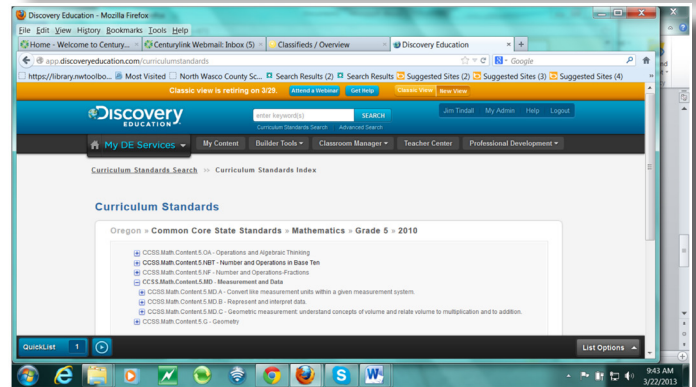 Discovery Education - Mozilla Firefox
File Edit View History Bookmarks Tools Help
Home - Welcome to Century... Centurylink Webmail: Inbox (5) Classifieds / Overview Discovery Education
app.discoveryeducation.com/curriculumstandards Google
https://library.nwtoolbo... Most Visited North Wasco County Sc... Search Results (2) Search Results Suggested Sites (2) Suggested Sites (3) Suggested Sites (4)
Classic view is retiring on 3/29. Attend a Webinar Get Help Classic View New View
Discovery EDUCATION
enter keyword(s) SEARCH Jim Tindall My Admin Help Logout
Curriculum Standards Search Advanced Search
My DE Services My Content Builder Tools Classroom Manager Teacher Center Professional Development
Curriculum Standards Search >> Curriculum Standards Index
Curriculum Standards
Oregon » Common Core State Standards » Mathematics » Grade 5 » 2010
CCSS.Math.Content.5.OA - Operations and Algebraic Thinking
CCSS.Math.Content.5.NBT - Number and Operations in Base Ten
CCSS.Math.Content.5.NF - Number and Operations-Fractions
CCSS.Math.Content.5.MD - Measurement and Data
CCSS.Math.Content.5.MD.A - Convert like measurement units within a given measurement system.
CCSS.Math.Content.5.MD.B - Represent and interpret data.
CCSS.Math.Content.5.MD.C - Geometric measurement: understand concepts of volume and relate volume to multiplication and to addition.
CCSS.Math.Content.5.G - Geometry
QuickList 1 List Options
9:43 AM
3/22/2013